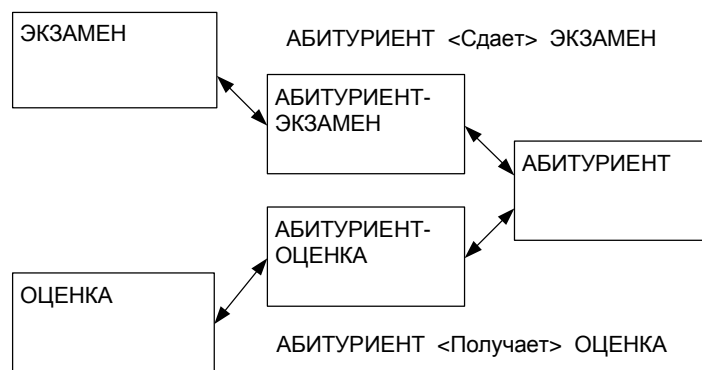 ЭКЗАМЕН
АБИТУРИЕНТ <Сдает> ЭКЗАМЕН
АБИТУРИЕНТ-
ЭКЗАМЕН
АБИТУРИЕНТ
АБИТУРИЕНТ-
ОЦЕНКА
ОЦЕНКА
АБИТУРИЕНТ <Получает> ОЦЕНКА